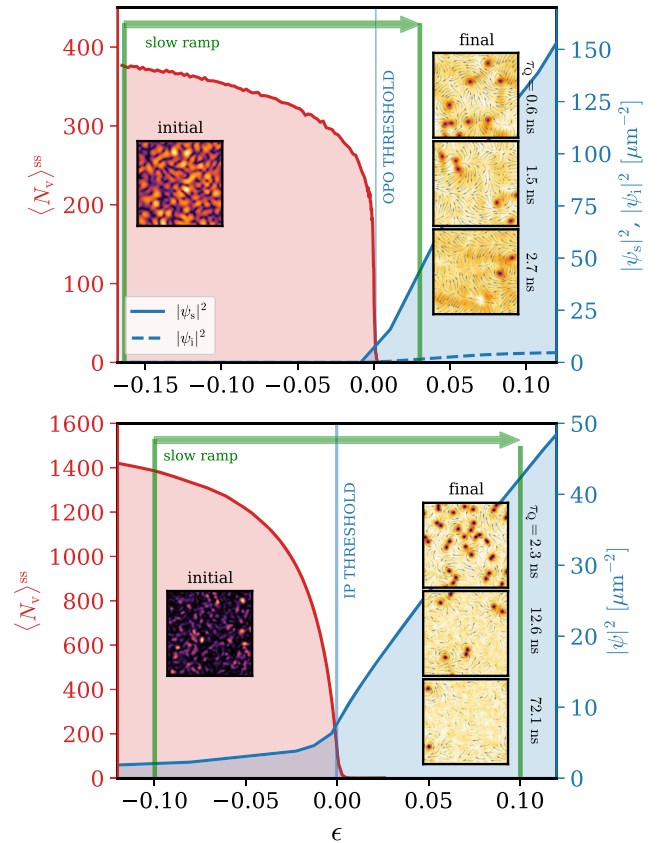 slow ramp
final
initial
OPO THRESHOLD
τ_Q = 0.6 ns
1.5 ns
2.7 ns
|ψ_s|²
|ψ_i|²
400
300
200
100
0
⟨N_v⟩^ss
150
125
100
75
50
25
0
|ψ_s|², |ψ_i|² [μm⁻²]
−0.15 −0.10 −0.05 0.00 0.05 0.10
slow ramp
final
initial
IP THRESHOLD
τ_Q = 2.3 ns
12.6 ns
72.1 ns
1600
1400
1200
1000
800
600
400
200
0
⟨N_v⟩^ss
50
40
30
20
10
0
|ψ|² [μm⁻²]
−0.10 −0.05 0.00 0.05 0.10
ϵ